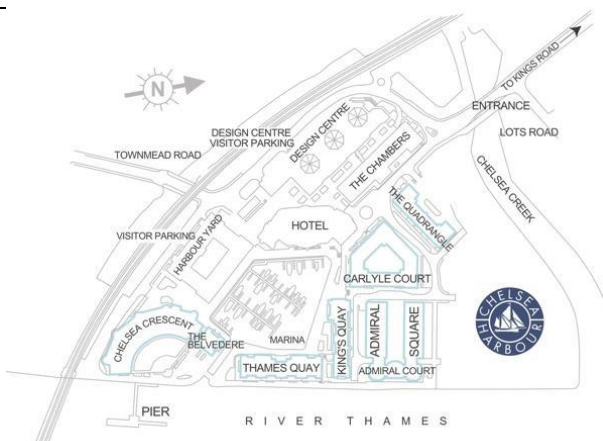 TO KINGS ROAD
N
ENTRANCE
DESIGN CENTRE
VISITOR PARKING
DESIGN CENTRE
LOTS ROAD
TOWNMEAD ROAD
THE CHAMBERS
CHELSEA CREEK
THE QUADRANGLE
HOTEL
VISITOR PARKING
HARBOUR YARD
CARLYLE COURT
CHELSEA
HARBOUR
CHELSEA CRESCENT
THE
BELVEDERE
MARINA
KING'S QUAY
ADMIRAL
SQUARE
THAMES QUAY
ADMIRAL COURT
PIER
RIVER THAMES